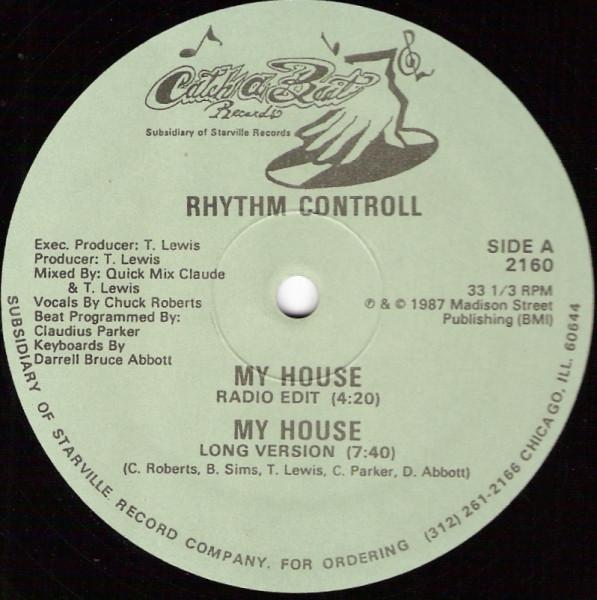 Catch A Beat
Records
Subsidiary of Starville Records
RHYTHM CONTROLL
Exec. Producer: T. Lewis
Producer: T. Lewis
Mixed By: Quick Mix Claude
& T. Lewis
Vocals By Chuck Roberts
Beat Programmed By:
Claudius Parker
Keyboards By
Darrell Bruce Abbott
SIDE A
2160
33 1/3 RPM
℗ & © 1987 Madison Street
Publishing (BMI)
MY HOUSE
RADIO EDIT (4:20)
MY HOUSE
LONG VERSION (7:40)
(C. Roberts, B. Sims, T. Lewis, C. Parker, D. Abbott)
SUBSIDIARY OF STARVILLE RECORD COMPANY. FOR ORDERING (312) 261-2166 CHICAGO, ILL. 60644